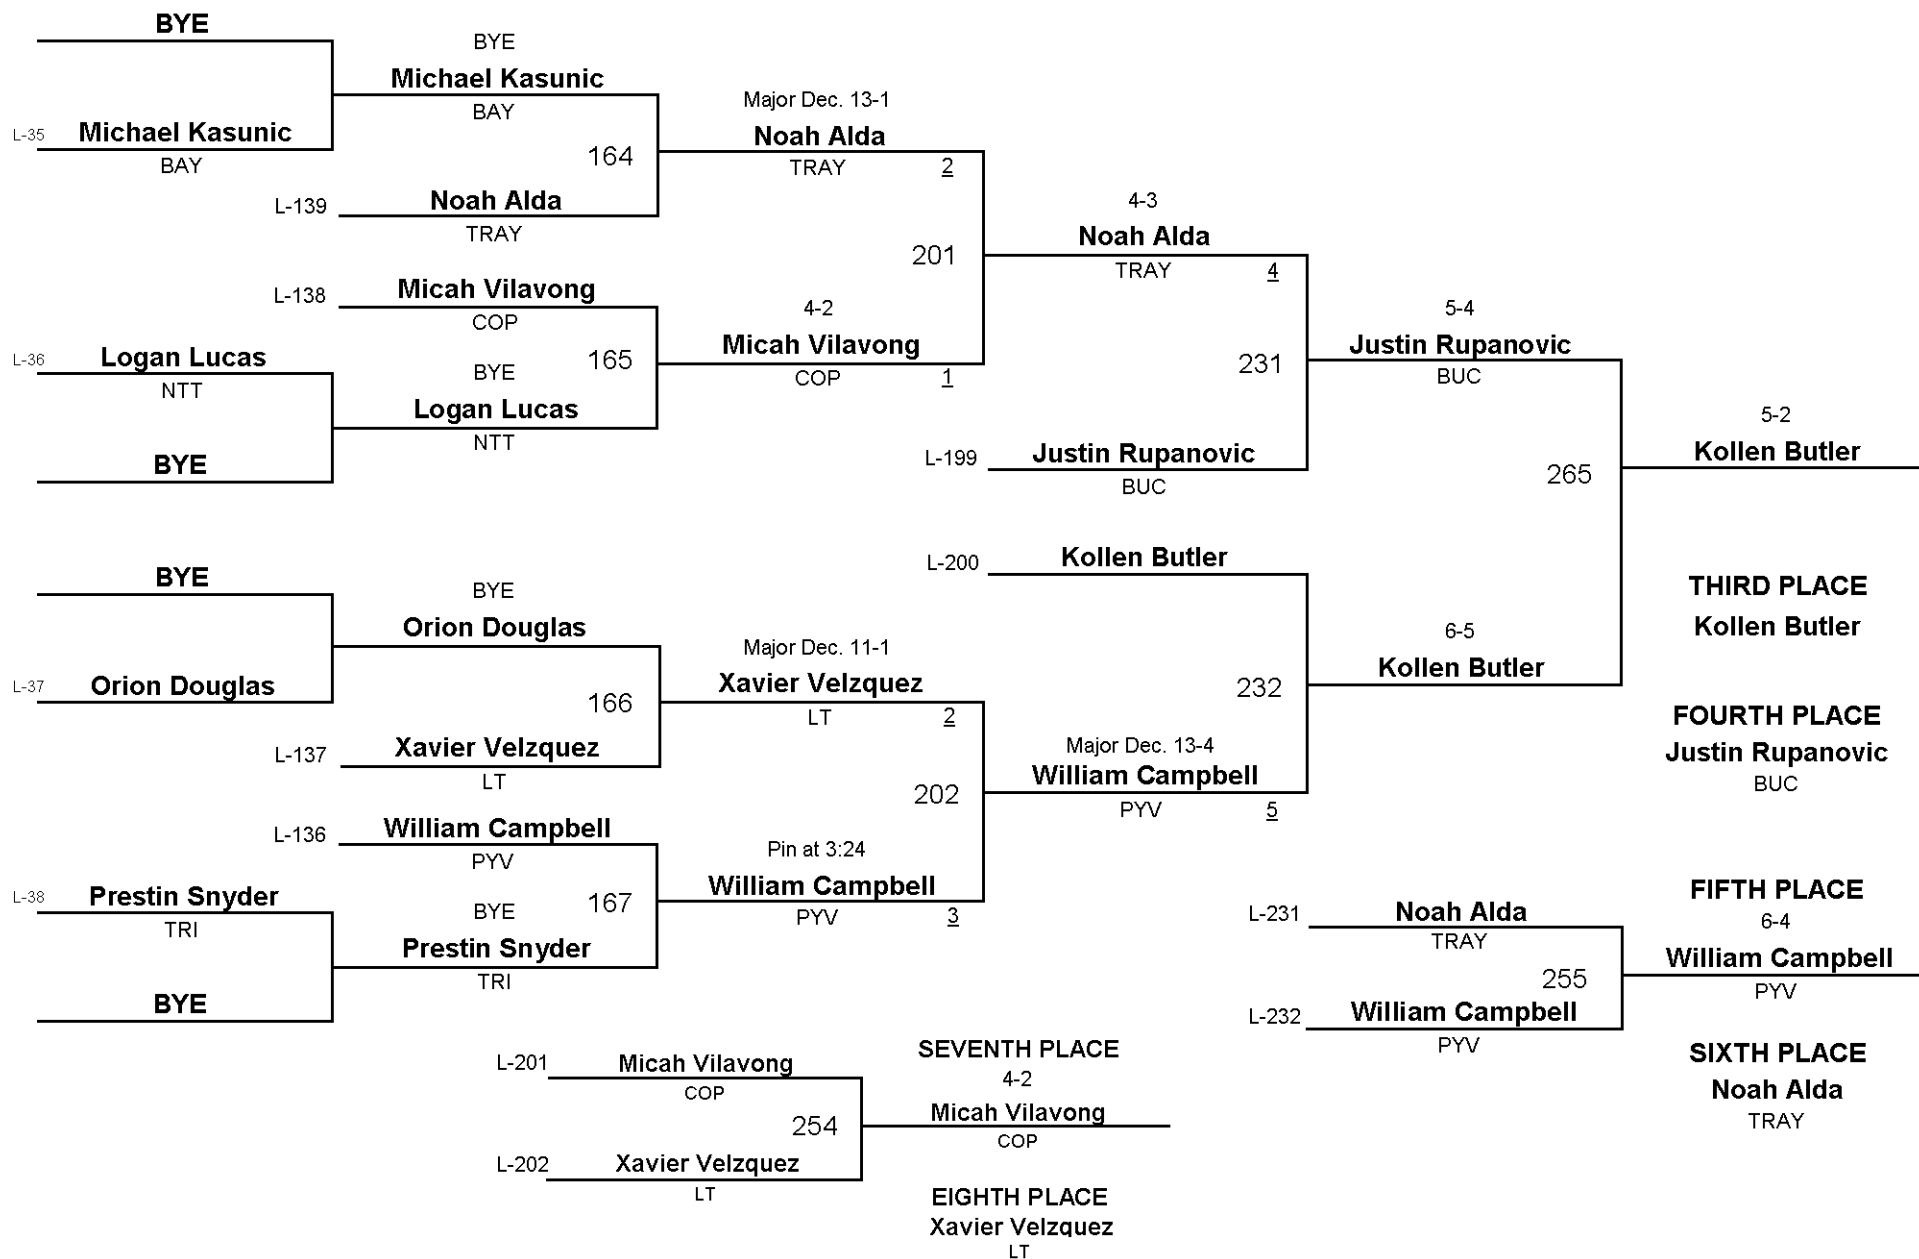 BYE
L-35
Michael Kasunic
BAY
BYE
Michael Kasunic
BAY
164
L-139
Noah Alda
TRAY
Major Dec. 13-1
Noah Alda
TRAY
2
L-138
Micah Vilavong
COP
L-36
Logan Lucas
NTT
BYE
165
BYE
Logan Lucas
NTT
4-2
Micah Vilavong
COP
1
201
4-3
Noah Alda
TRAY
4
L-199
Justin Rupanovic
BUC
231
5-4
Justin Rupanovic
BUC
265
5-2
Kollen Butler
BYE
L-37
Orion Douglas
BYE
Orion Douglas
166
L-137
Xavier Velzquez
LT
Major Dec. 11-1
Xavier Velzquez
LT
2
L-136
William Campbell
PYV
L-38
Prestin Snyder
TRI
BYE
167
BYE
Prestin Snyder
TRI
Pin at 3:24
William Campbell
PYV
3
202
L-200
Kollen Butler
232
Major Dec. 13-4
William Campbell
PYV
5
6-5
Kollen Butler
THIRD PLACE
Kollen Butler
FOURTH PLACE
Justin Rupanovic
BUC
L-231
Noah Alda
TRAY
255
L-232
William Campbell
PYV
FIFTH PLACE
6-4
William Campbell
PYV
SIXTH PLACE
Noah Alda
TRAY
L-201
Micah Vilavong
COP
254
L-202
Xavier Velzquez
LT
SEVENTH PLACE
4-2
Micah Vilavong
COP
EIGHTH PLACE
Xavier Velzquez
LT